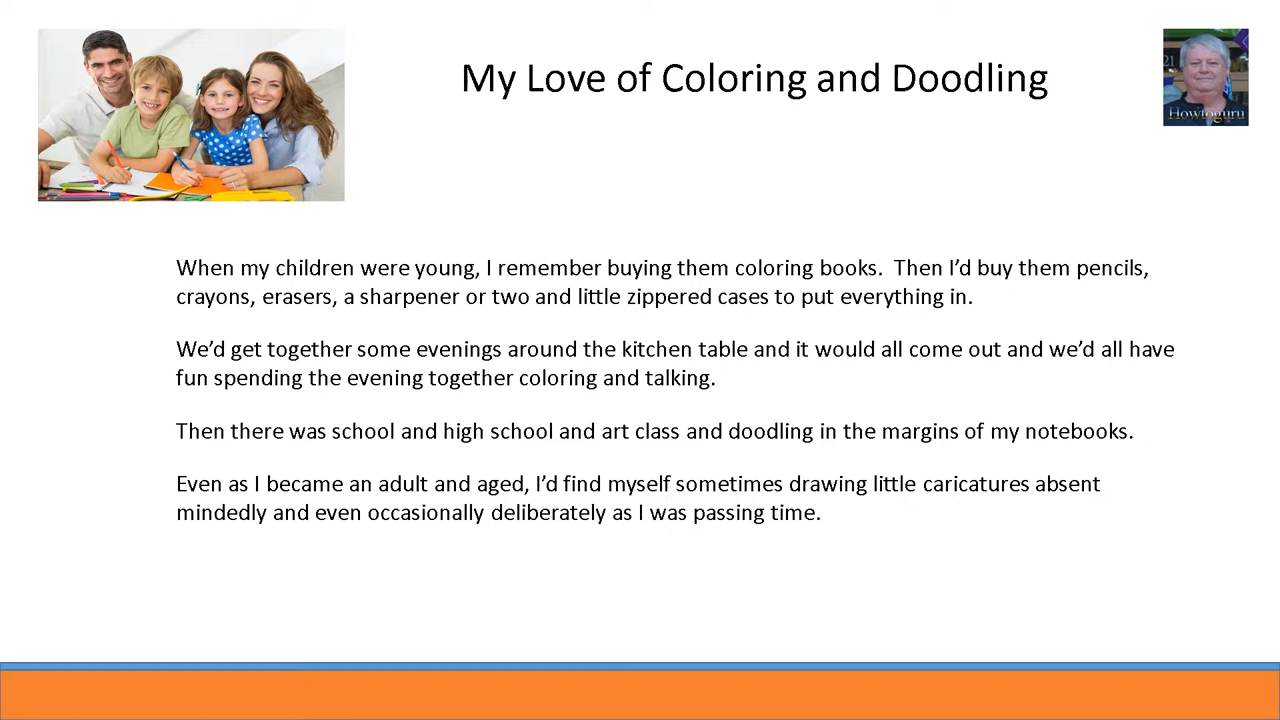 My Love of Coloring and Doodling
21
Howtoguru
When my children were young, I remember buying them coloring books.  Then I’d buy them pencils,
crayons, erasers, a sharpener or two and little zippered cases to put everything in.
We’d get together some evenings around the kitchen table and it would all come out and we’d all have
fun spending the evening together coloring and talking.
Then there was school and high school and art class and doodling in the margins of my notebooks.
Even as I became an adult and aged, I’d find myself sometimes drawing little caricatures absent
mindedly and even occasionally deliberately as I was passing time.